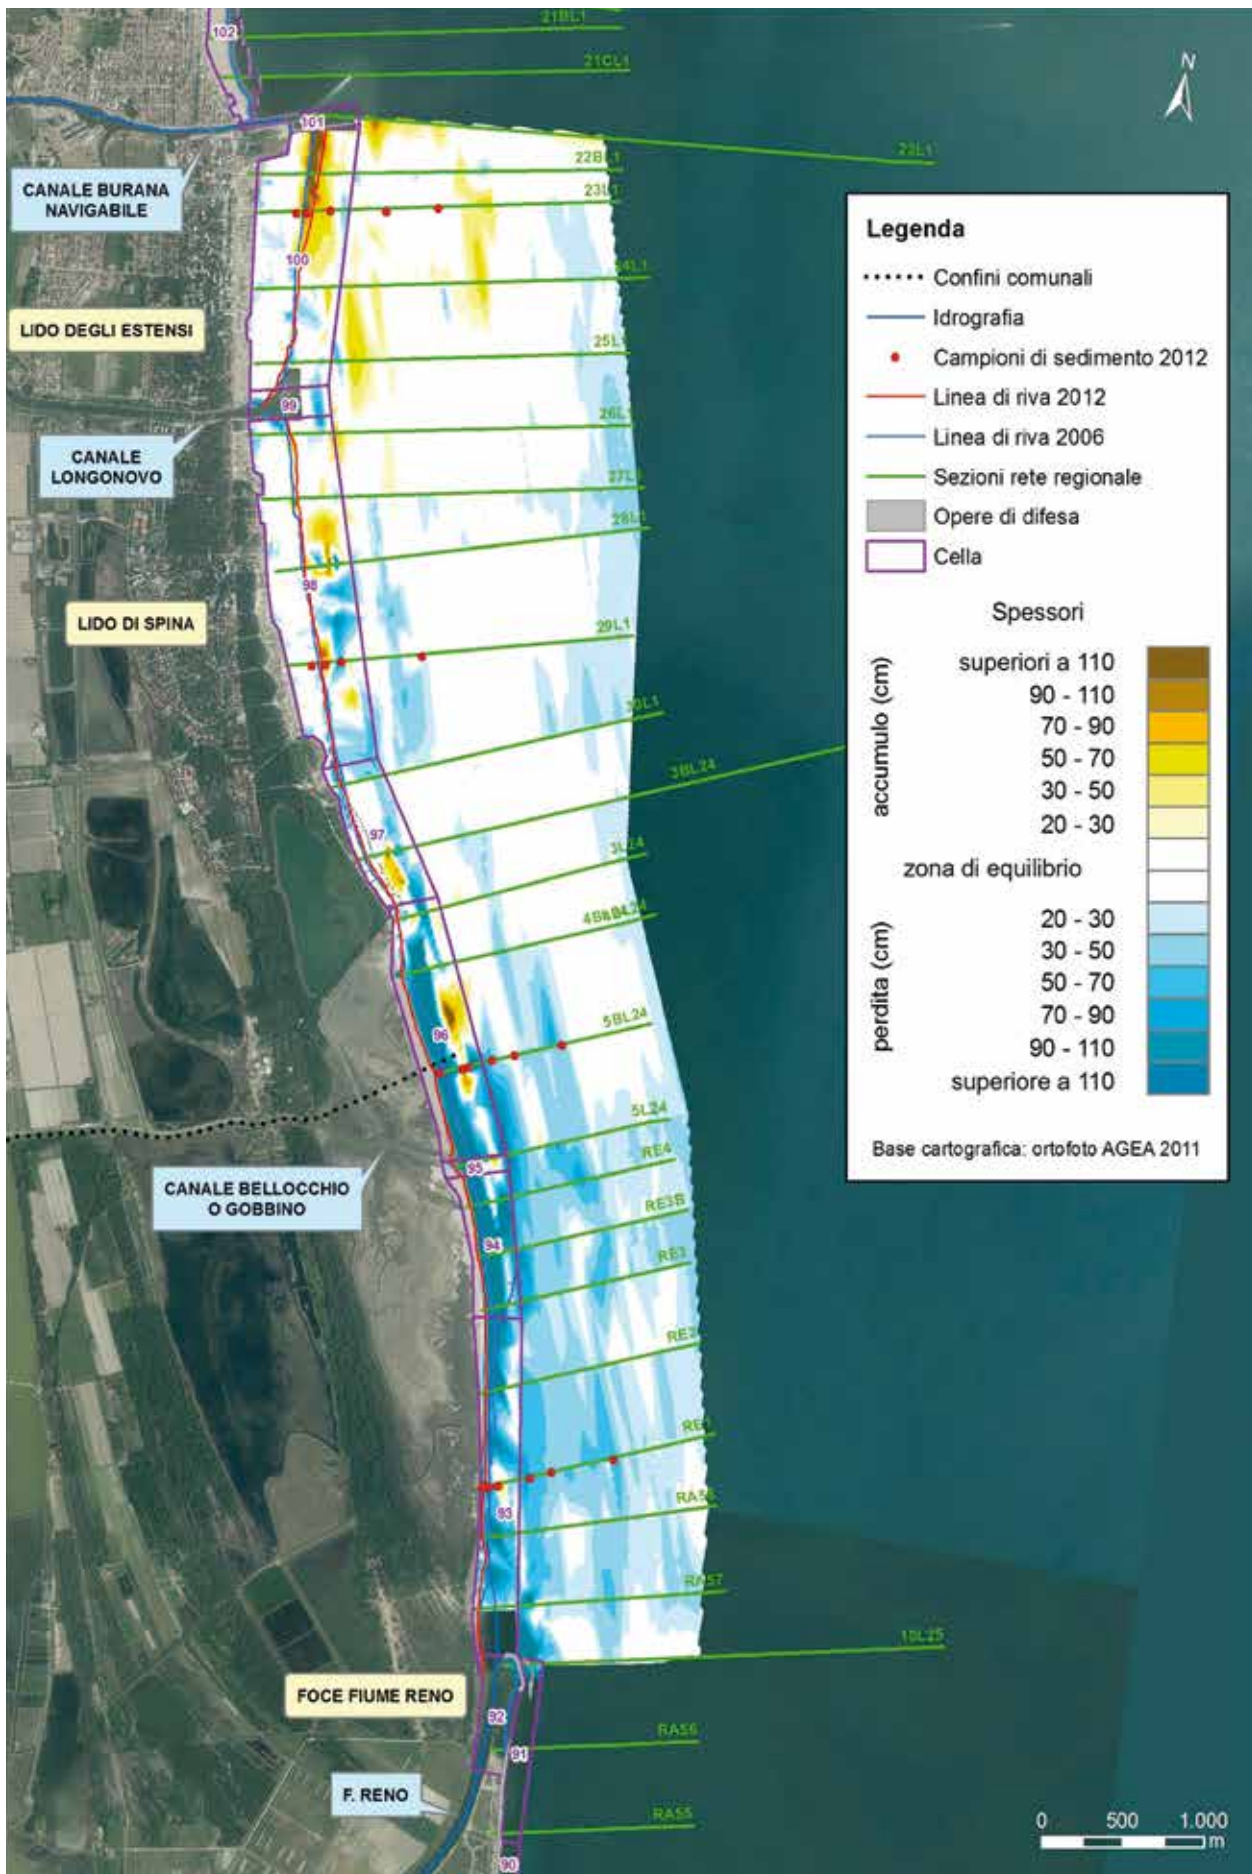 21BL1
102
21CL1
N
101
22L1
CANALE BURANA
NAVIGABILE
22BL1
23L1
100
24L1
LIDO DEGLI ESTENSI
25L1
99
26L1
CANALE
LONGONOVO
27L1
28L1
98
LIDO DI SPINA
29L1
30L1
3BL24
97
3L24
5BL24
96
5L24
95
RE4
CANALE BELLOCCHIO
O GOBBINO
RE3B
94
RE3
RE2
93
RA57
10L25
FOCE FIUME RENO
92
RA56
91
F. RENO
RA55
90
Legenda
Confini comunali
Idrografia
Campioni di sedimento 2012
Linea di riva 2012
Linea di riva 2006
Sezioni rete regionale
Opere di difesa
Cella
Spessori
accumulo (cm)
superiori a 110
90 - 110
70 - 90
50 - 70
30 - 50
20 - 30
zona di equilibrio
perdita (cm)
20 - 30
30 - 50
50 - 70
70 - 90
90 - 110
superiore a 110
Base cartografica: ortofoto AGEA 2011
0 500 1.000
m